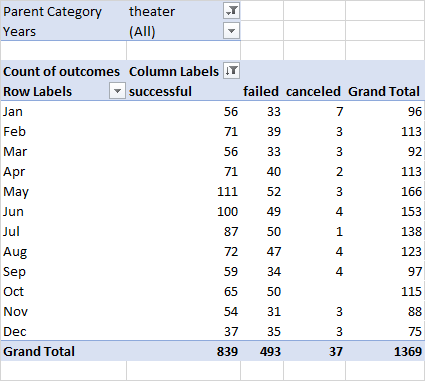 Parent Category theater
Years (All)
Count of outcomes Column Labels
Row Labels successful failed canceled Grand Total
Jan 56 33 7 96
Feb 71 39 3 113
Mar 56 33 3 92
Apr 71 40 2 113
May 111 52 3 166
Jun 100 49 4 153
Jul 87 50 1 138
Aug 72 47 4 123
Sep 59 34 4 97
Oct 65 50 115
Nov 54 31 3 88
Dec 37 35 3 75
Grand Total 839 493 37 1369